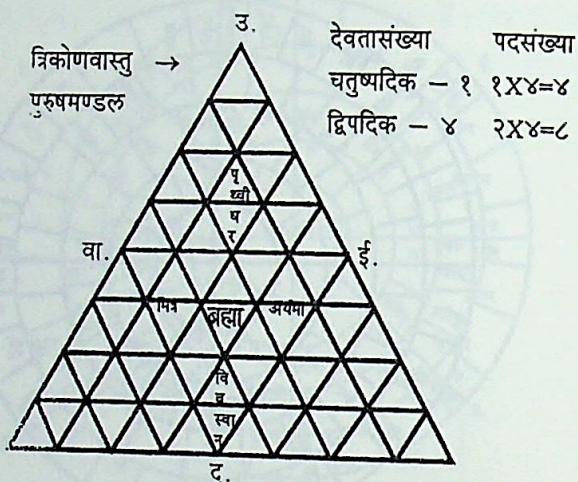 उ.
त्रिकोणवास्तु →
पुरुषमण्डल
देवतासंख्या पदसंख्या
चतुष्पदिक – १ १X४=४
द्विपदिक – ४ २X४=८
पृ
थ्वी
ध
र
वा.
ई.
मित्र ब्रह्मा अर्यमा
वि
व
स्वा
न्
द.